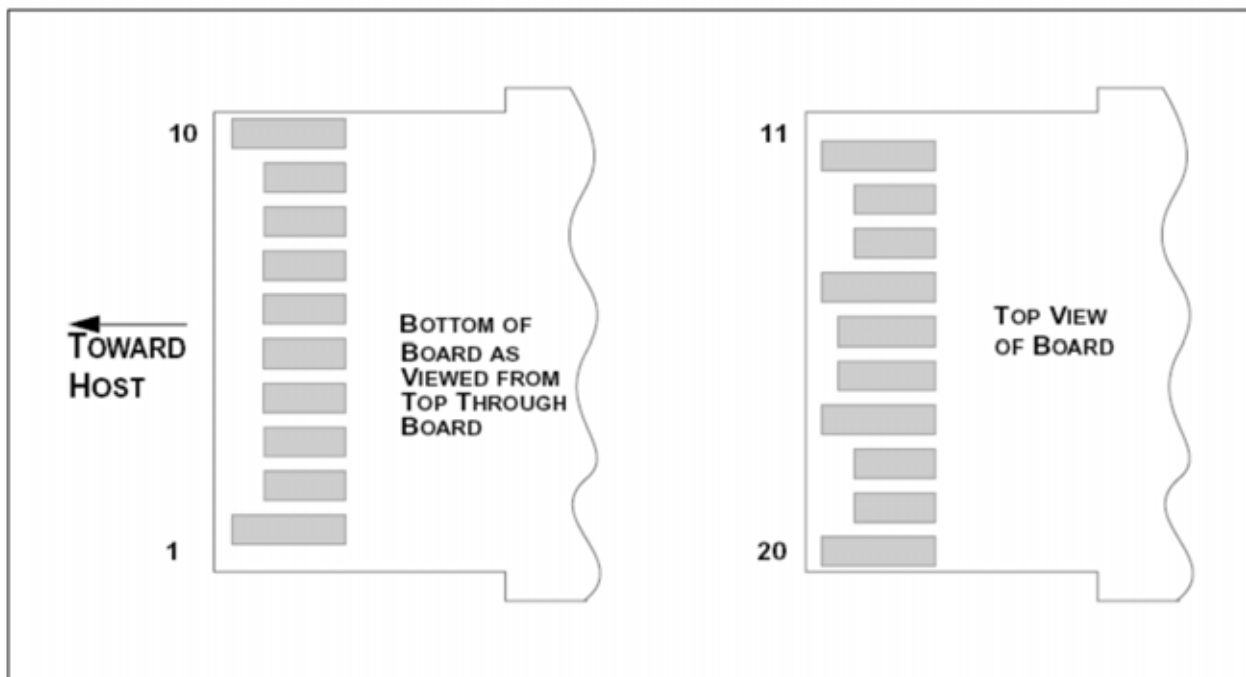 10
11
TOWARD
HOST
BOTTOM OF
BOARD AS
VIEWED FROM
TOP THROUGH
BOARD
TOP VIEW
OF BOARD
1
20